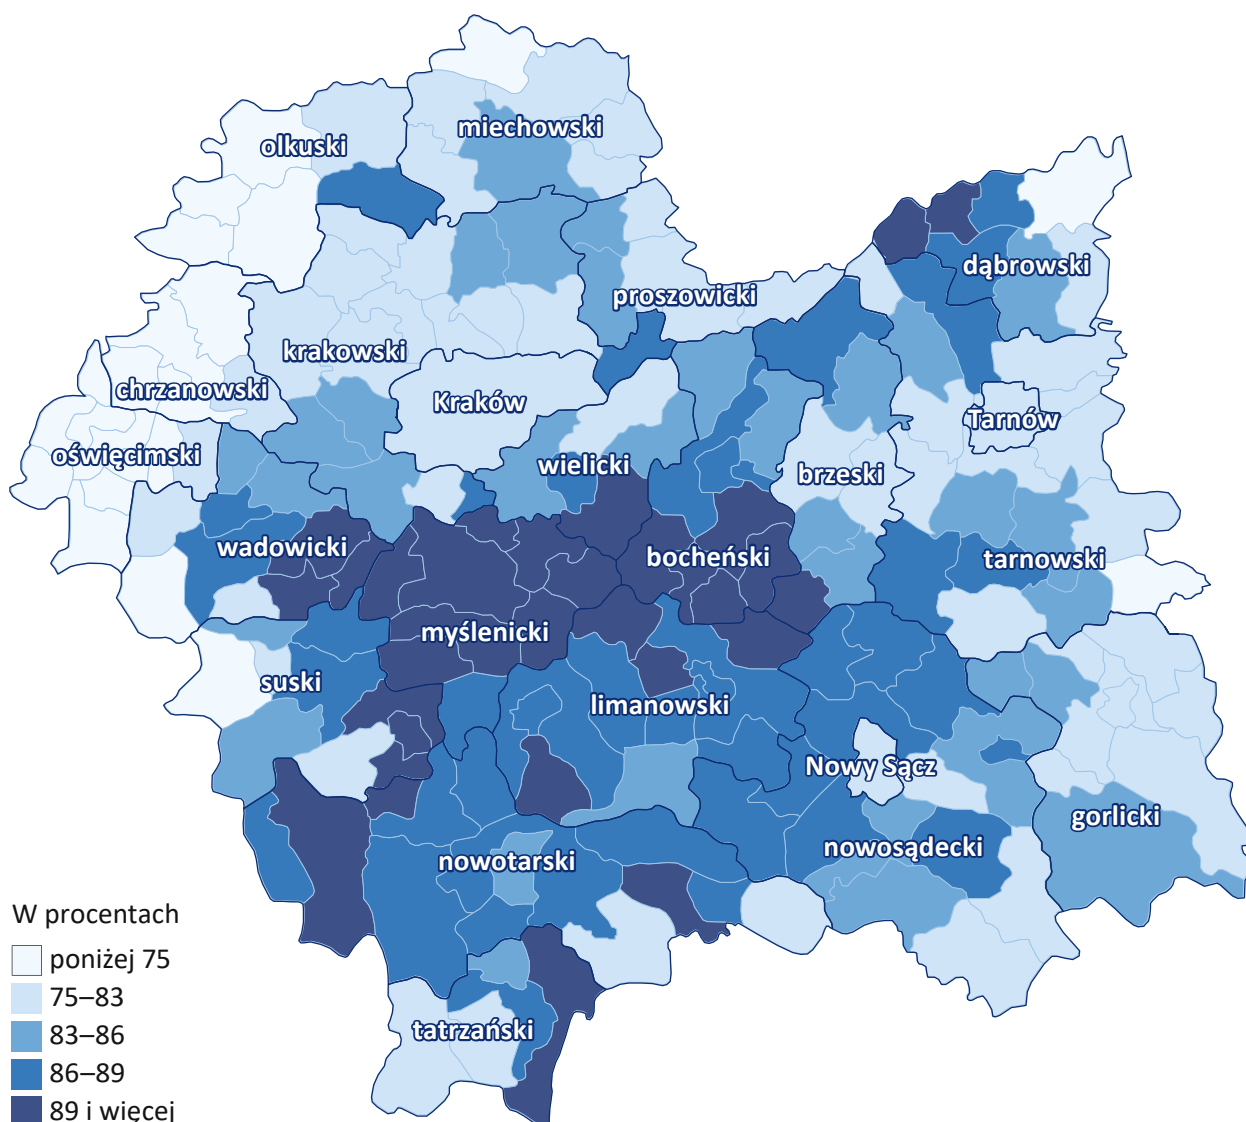 miechowski
olkuski
dąbrowski
proszowicki
krakowski
chrzanowski
Kraków
Tarnów
oświęcimski
wielicki
brzeski
wadowicki
bocheński
tarnowski
myślenicki
suski
limanowski
Nowy Sącz
gorlicki
nowotarski
nowosądecki
tatrzański
W procentach
poniżej 75
75–83
83–86
86–89
89 i więcej